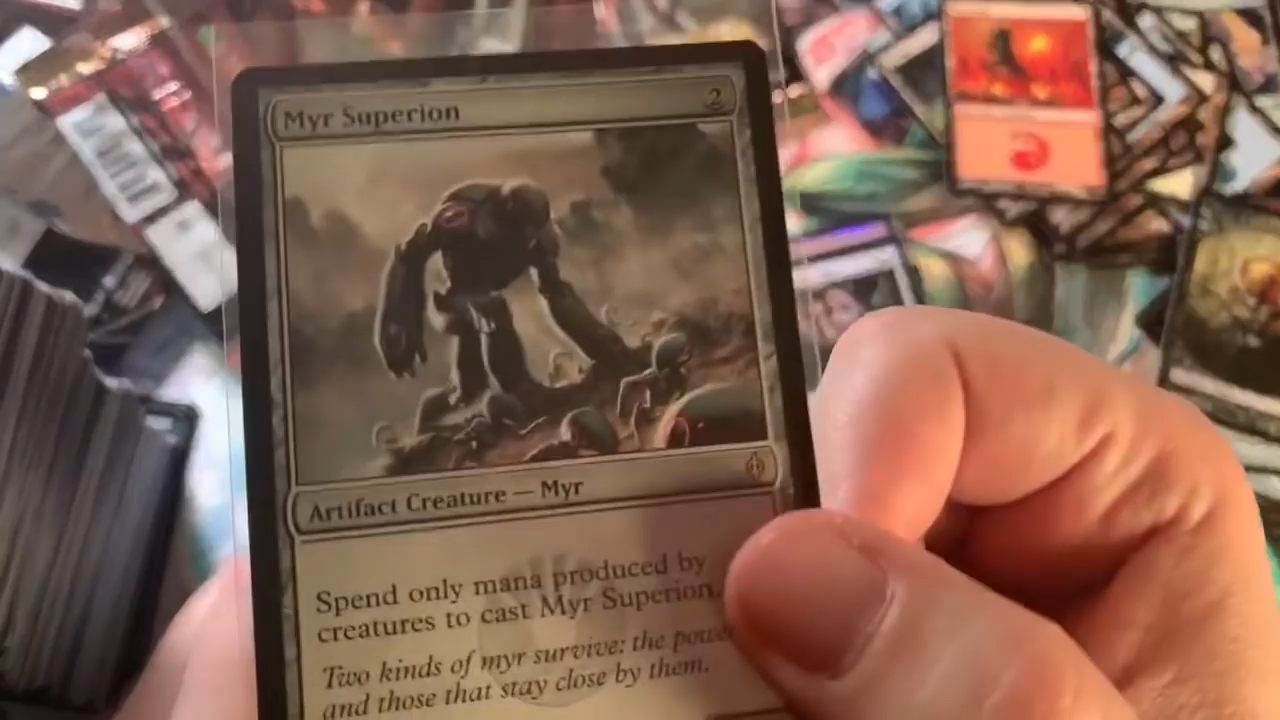 Myr Superion 2
Artifact Creature — Myr
Spend only mana produced by
creatures to cast Myr Superion.
Two kinds of myr survive: the
and those that stay close by them.